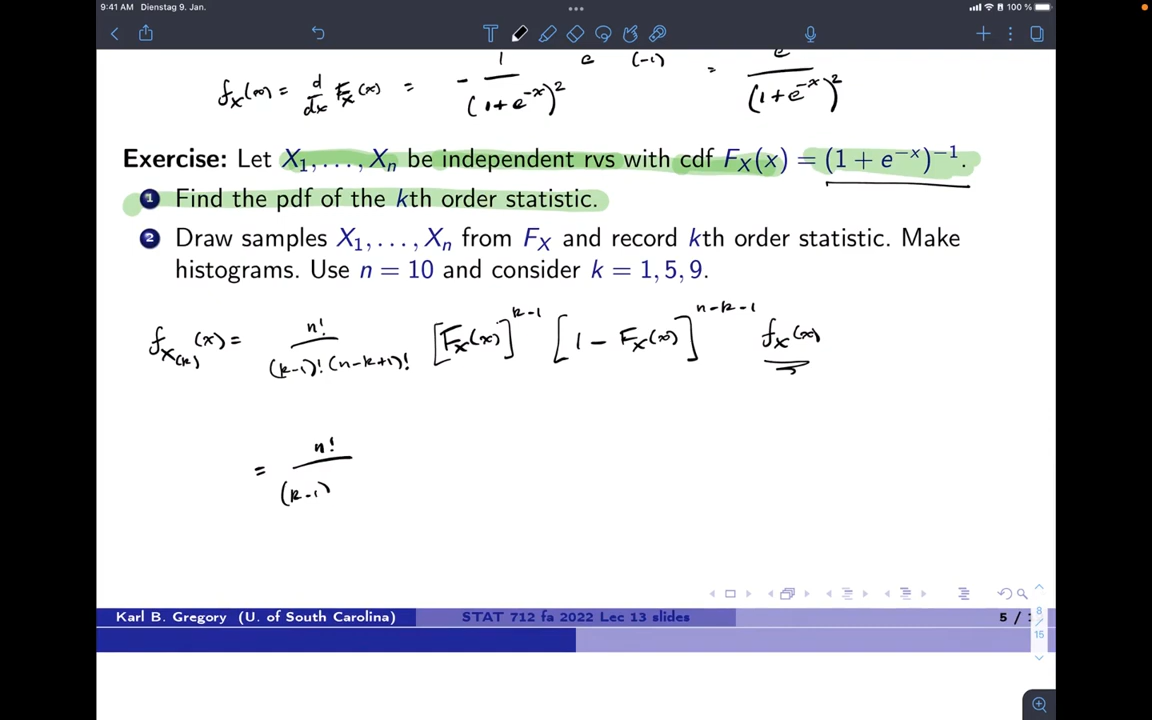 9:41 AM Dienstag 9. Jan. 100 %
f_X(x) = d/dx F_X(x) = - 1/(1+e^{-x})^2 e (-1) = e/(1+e^{-x})^2
Exercise: Let X_1, . . . , X_n be independent rvs with cdf F_X(x) = (1 + e^{-x})^{-1}.
1 Find the pdf of the kth order statistic.
2 Draw samples X_1, . . . , X_n from F_X and record kth order statistic. Make
histograms. Use n = 10 and consider k = 1, 5, 9.
f_{X_{(k)}}(x) = n!/((k-1)! (n-k+1)!) [F_X(x)]^{k-1} [1 - F_X(x)]^{n-k-1} f_X(x)
= n!/(k-1)
Karl B. Gregory (U. of South Carolina) STAT 712 fa 2022 Lec 13 slides 5 / 1
8 / 15